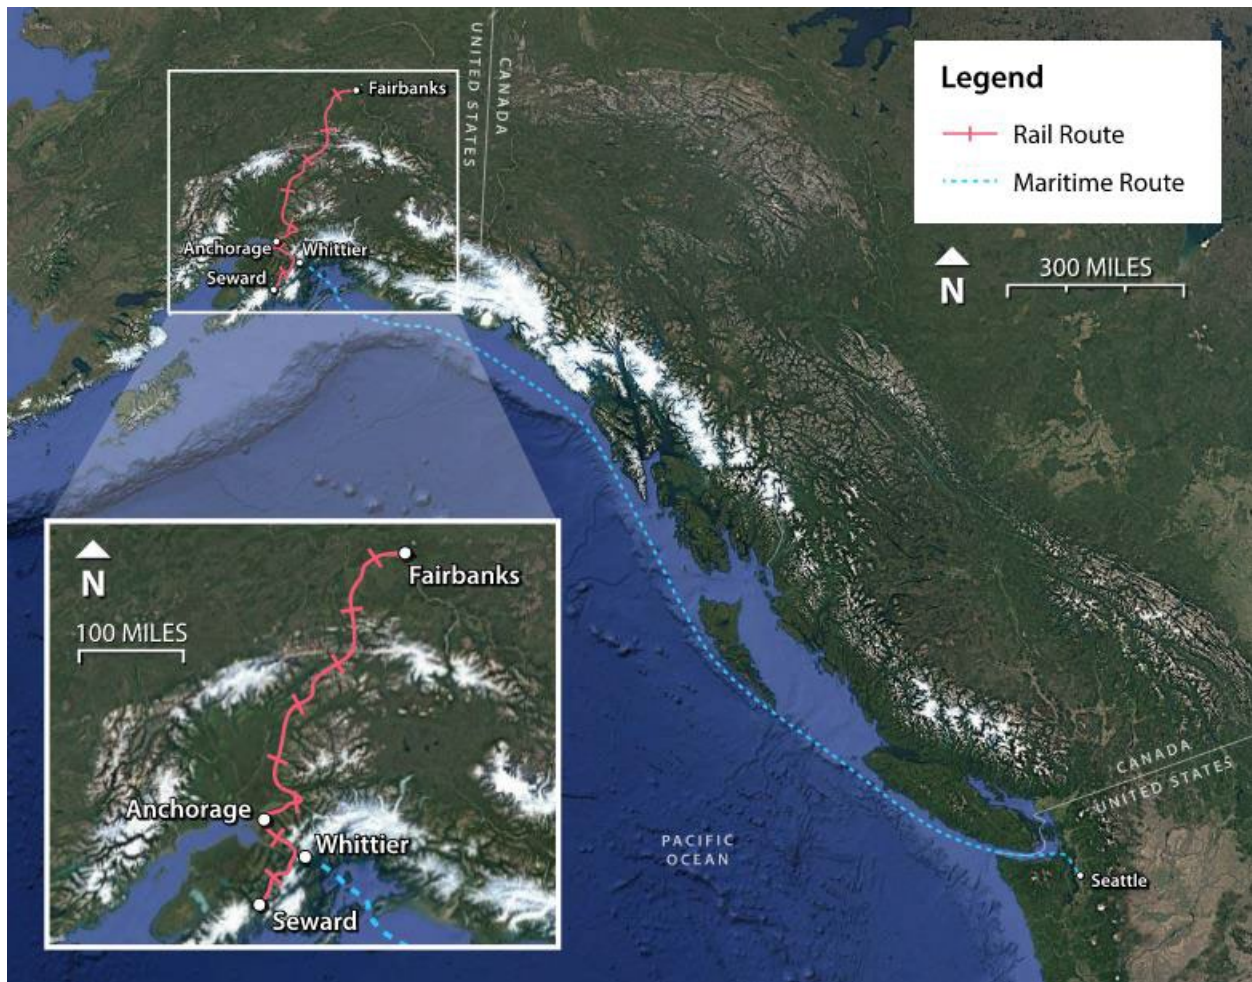 UNITED STATES
CANADA
Fairbanks
Anchorage
Whittier
Seward
Legend
Rail Route
Maritime Route
N
300 MILES
N
100 MILES
Fairbanks
Anchorage
Whittier
Seward
PACIFIC
OCEAN
CANADA
UNITED STATES
Seattle